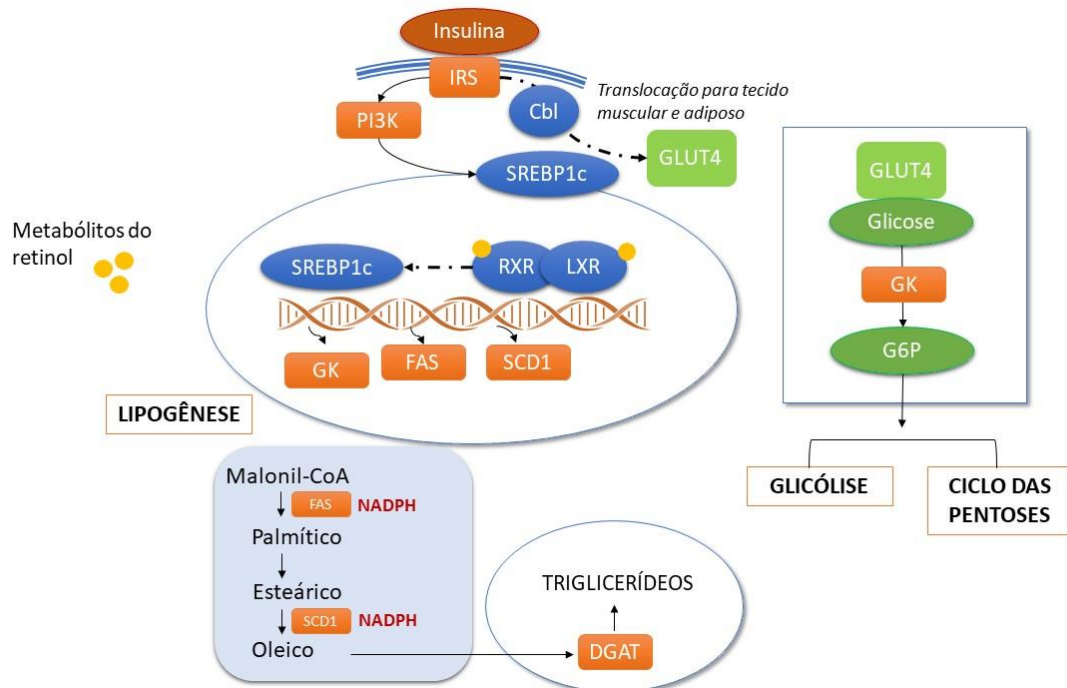 Insulina
IRS
PI3K
Cbl
Translocação para tecido
muscular e adiposo
GLUT4
SREBP1c
Metabólitos do
retinol
SREBP1c
RXR
LXR
GK
FAS
SCD1
LIPOGÊNESE
GLUT4
Glicose
GK
G6P
GLICÓLISE
CICLO DAS
PENTOSES
Malonil-CoA
FAS
NADPH
Palmítico
Esteárico
SCD1
NADPH
Oleico
TRIGLICERÍDEOS
DGAT